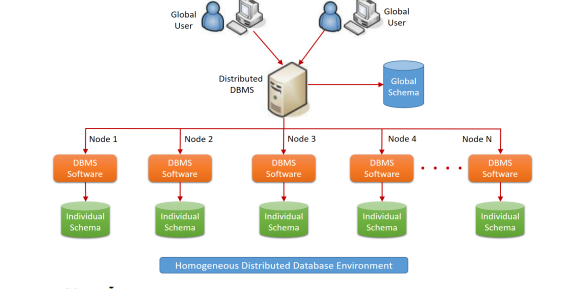 Global
User
Global
User
Distributed
DBMS
Global
Schema
Node 1
Node 2
Node 3
Node 4
Node N
DBMS
Software
DBMS
Software
DBMS
Software
DBMS
Software
DBMS
Software
Individual
Schema
Individual
Schema
Individual
Schema
Individual
Schema
Individual
Schema
Homogeneous Distributed Database Environment